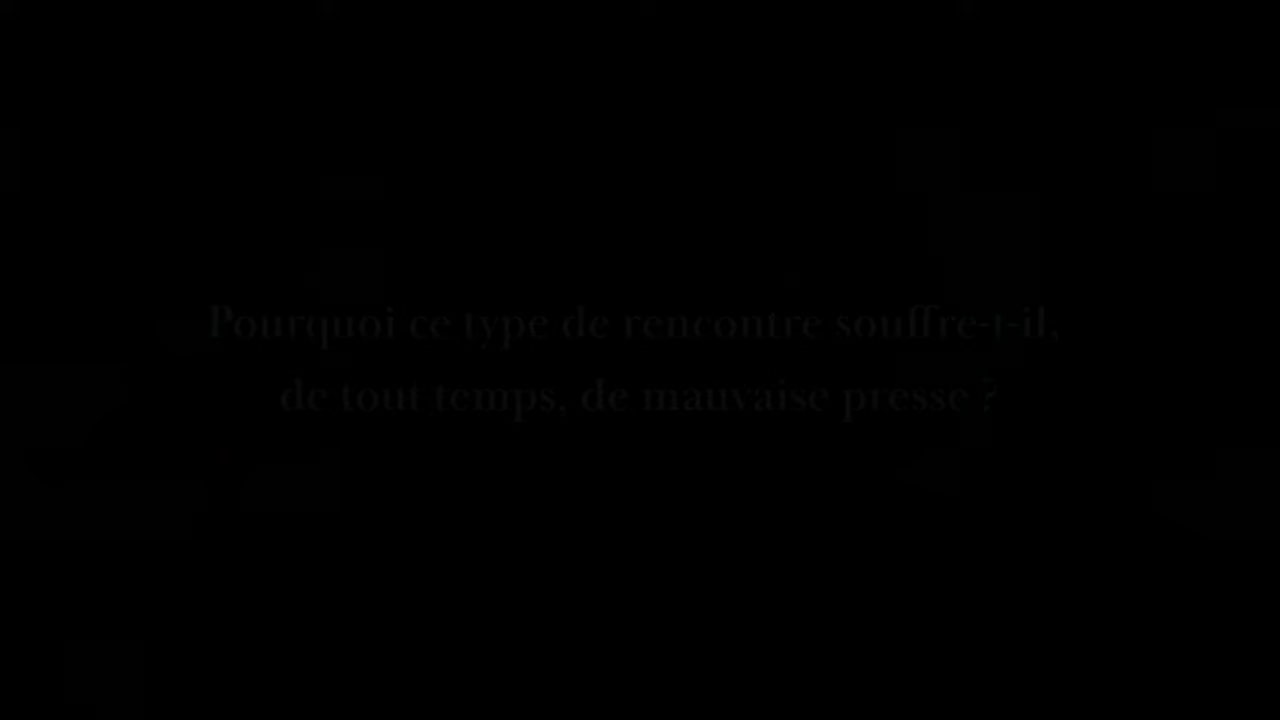 Pourquoi ce type de rencontre souffre-t-il,
de tout temps, de mauvaise presse ?